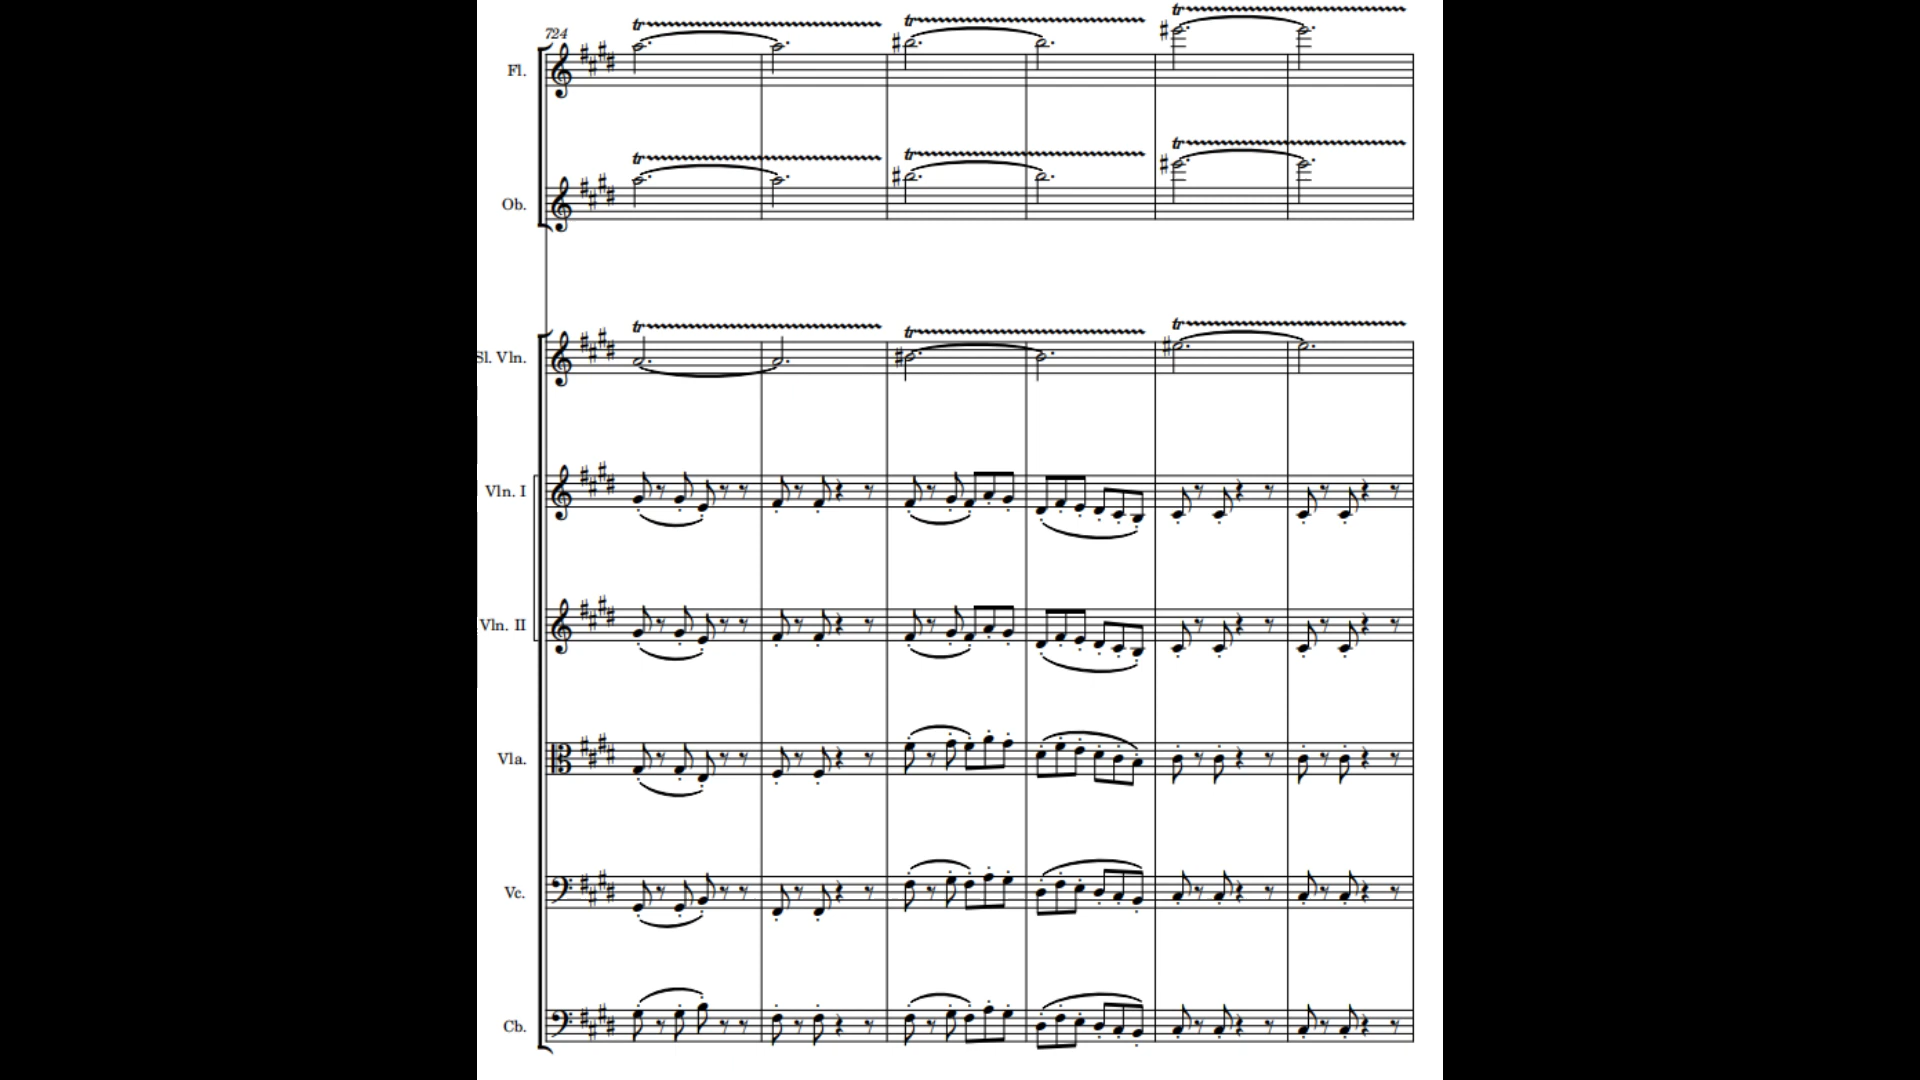 tr tr tr
724
Fl.
tr tr tr
Ob.
tr tr tr
Sl. Vln.
Vln. I
Vln. II
Vla.
Vc.
Cb.